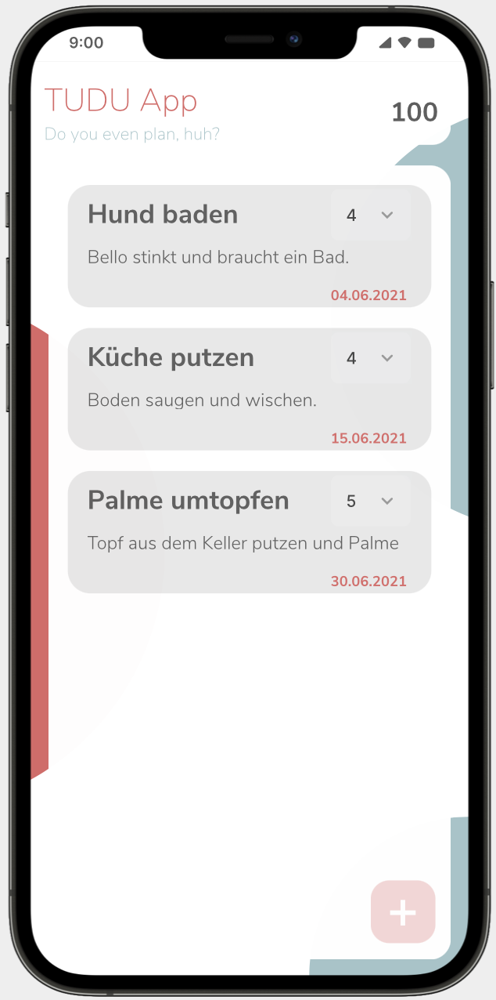 9:00
TUDU App
Do you even plan, huh?
100
Hund baden
4
Bello stinkt und braucht ein Bad.
04.06.2021
Küche putzen
4
Boden saugen und wischen.
15.06.2021
Palme umtopfen
5
Topf aus dem Keller putzen und Palme
30.06.2021